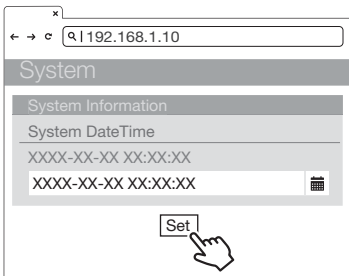 192.168.1.10
System
System Information
System DateTime
XXXX-XX-XX XX:XX:XX
XXXX-XX-XX XX:XX:XX
Set